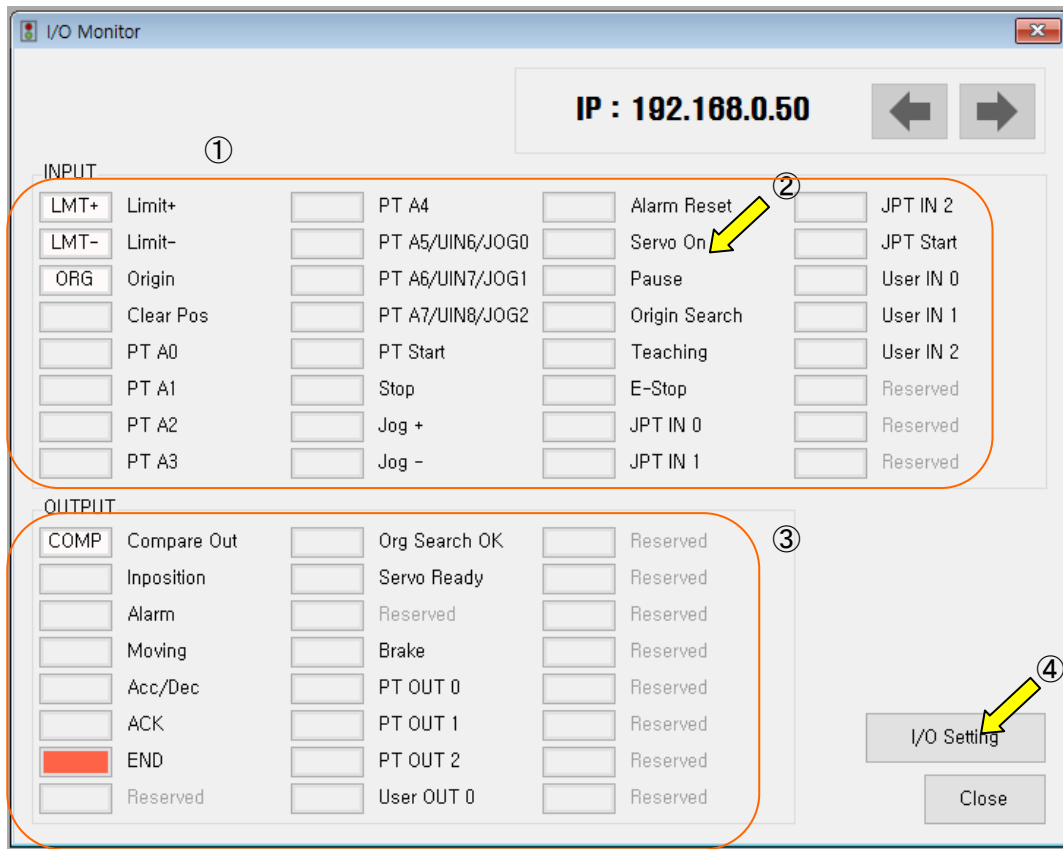 I/O Monitor
IP : 192.168.0.50
①
INPUT
②
LMT+ Limit+ PT A4 Alarm Reset JPT IN 2
LMT- Limit- PT A5/UIN6/JOG0 Servo On JPT Start
ORG Origin PT A6/UIN7/JOG1 Pause User IN 0
Clear Pos PT A7/UIN8/JOG2 Origin Search User IN 1
PT A0 PT Start Teaching User IN 2
PT A1 Stop E-Stop Reserved
PT A2 Jog + JPT IN 0 Reserved
PT A3 Jog - JPT IN 1 Reserved
OUTPUT
COMP Compare Out Org Search OK Reserved ③
Inposition Servo Ready Reserved
Alarm Reserved Reserved
Moving Brake Reserved
④
Acc/Dec PT OUT 0 Reserved
ACK PT OUT 1 Reserved
I/O Setting
END PT OUT 2 Reserved
Reserved User OUT 0 Reserved
Close